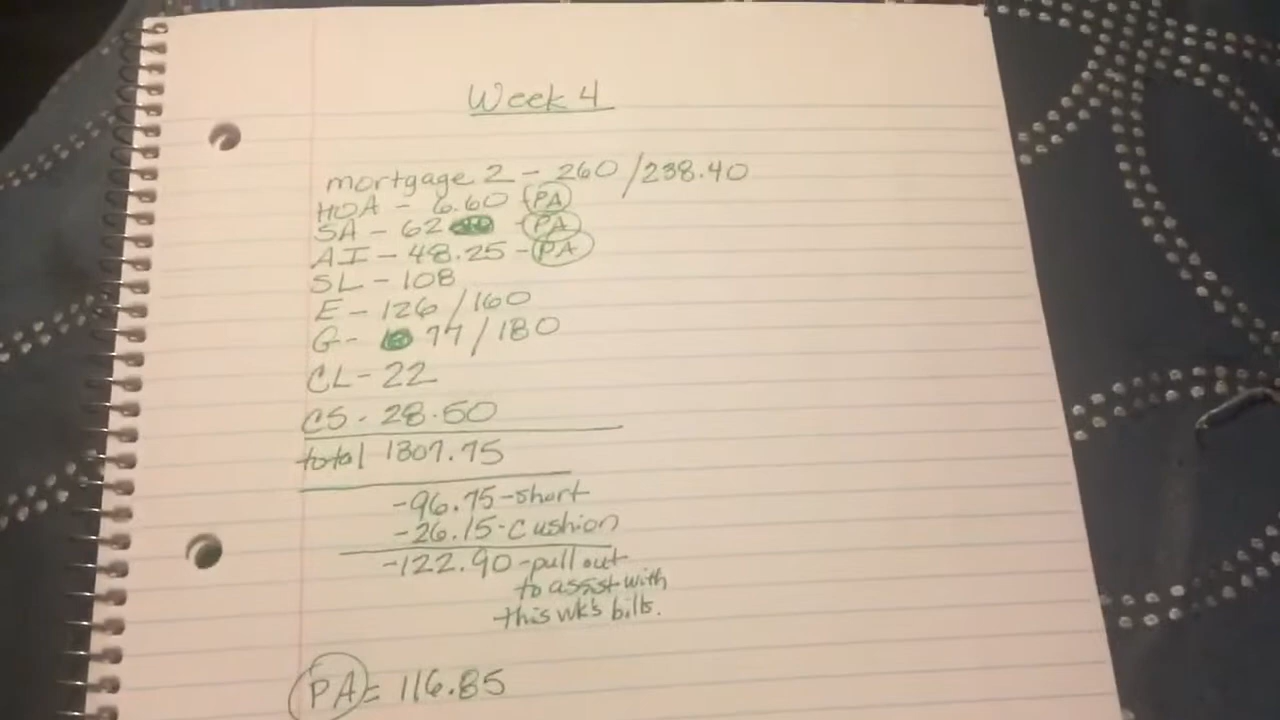 Week 4
mortgage 2 - 260/238.40
HOA - 6.60 - PA
SA - 62 - PA
AI - 48.25 - PA
SL - 108
E - 126/160
G - 77/180
CL - 22
CS - 28.50
total 1307.75
-96.75-short
-26.15-cushion
-122.90-pull out
to assist with
this wk's bills.
PA = 116.85